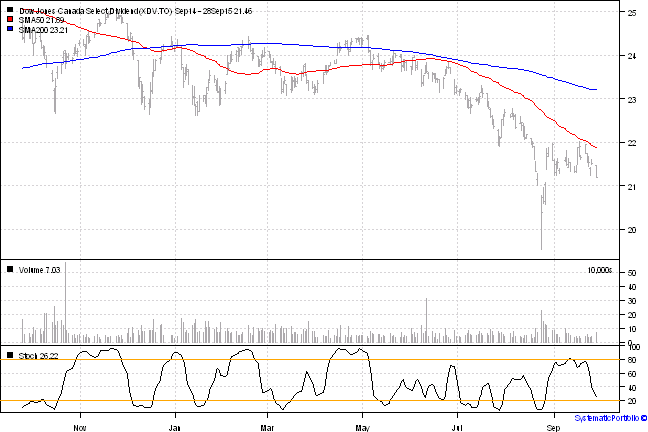 Dow Jones Canada Select Dividend(XDV.TO) Sep14 - 28Sep15 21.46
SMA50 21.89
SMA200 23.21
25
24
23
22
21
20
Volume 7.03
10,000s
50
40
30
20
10
0
Stoch 26.22
100
80
60
40
20
Nov
Jan
Mar
May
Jul
Sep
SystematicPortfolio ©